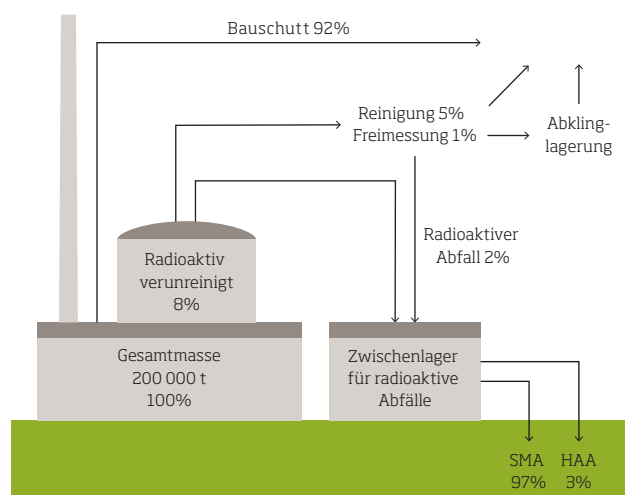 Bauschutt 92%
Reinigung 5%
Freimessung 1%
Abkling-
lagerung
Radioaktiver
Abfall 2%
Radioaktiv
verunreinigt
8%
Gesamtmasse
200 000 t
100%
Zwischenlager
für radioaktive
Abfälle
SMA
97%
HAA
3%